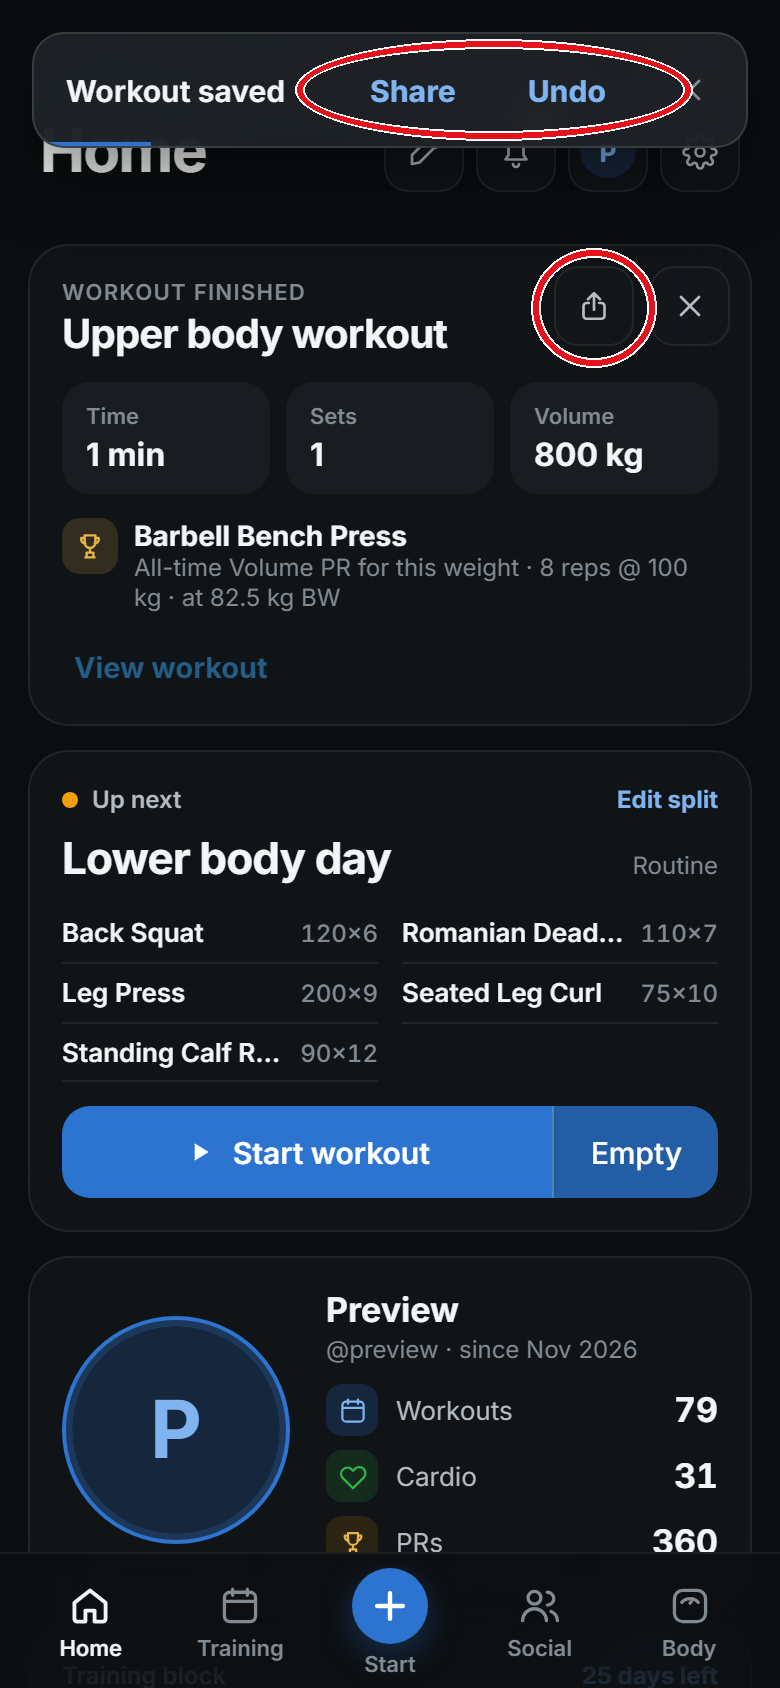 Workout saved Share Undo
Home
P
WORKOUT FINISHED
Upper body workout
Time Sets Volume
1 min 1 800 kg
Barbell Bench Press
All-time Volume PR for this weight · 8 reps @ 100
kg · at 82.5 kg BW
View workout
Up next Edit split
Lower body day Routine
Back Squat 120×6 Romanian Dead... 110×7
Leg Press 200×9 Seated Leg Curl 75×10
Standing Calf R... 90×12
Start workout Empty
Preview
@preview · since Nov 2026
P
Workouts 79
Cardio 31
PRs 360
Home Training Start Social Body
Training block 25 days left